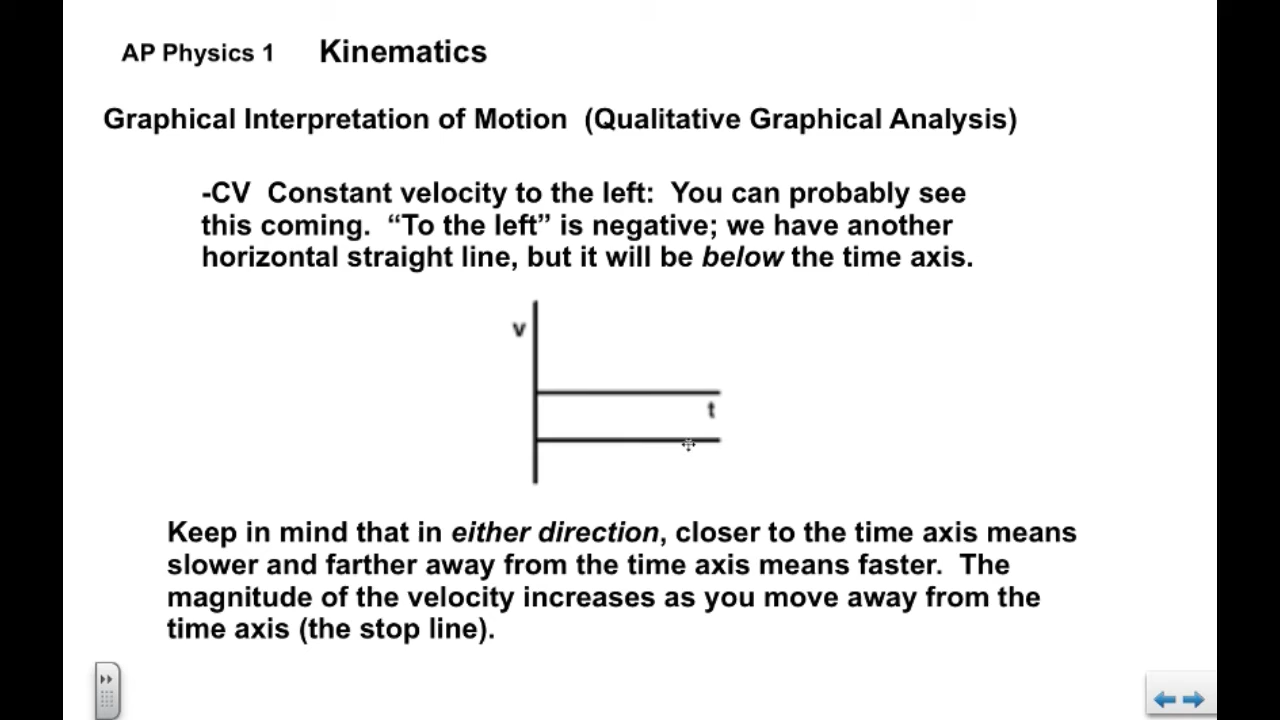 AP Physics 1 Kinematics
Graphical Interpretation of Motion (Qualitative Graphical Analysis)
-CV Constant velocity to the left: You can probably see
this coming. “To the left” is negative; we have another
horizontal straight line, but it will be below the time axis.
v
t
Keep in mind that in either direction, closer to the time axis means
slower and farther away from the time axis means faster. The
magnitude of the velocity increases as you move away from the
time axis (the stop line).